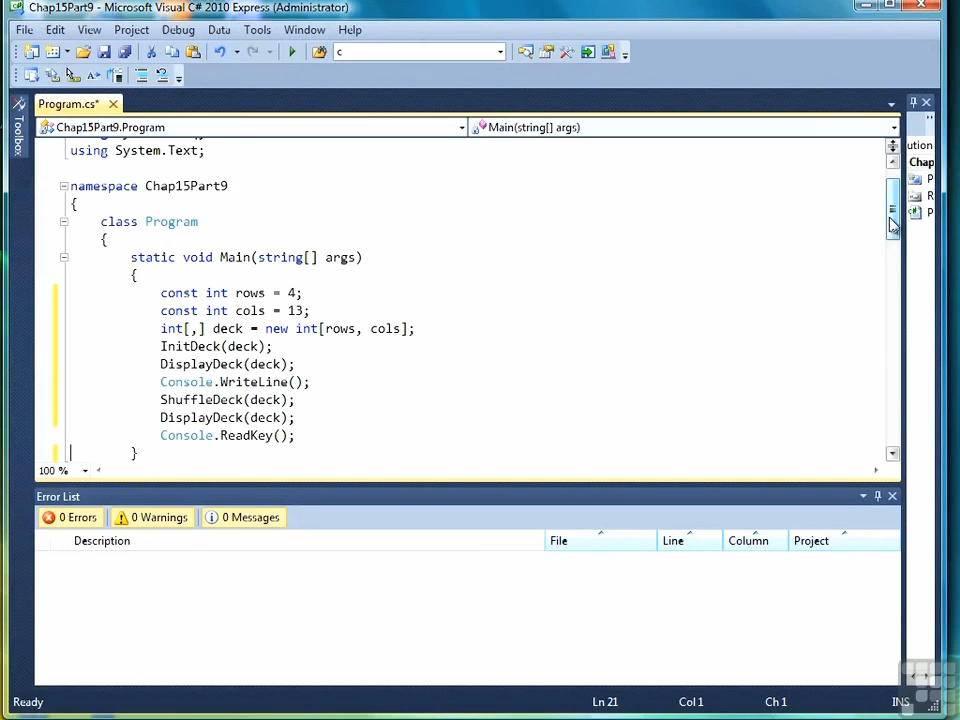 Chap15Part9 - Microsoft Visual C# 2010 Express (Administrator)
File Edit View Project Debug Data Tools Window Help
c
Program.cs*
Toolbox
Chap15Part9.Program
Main(string[] args)
ution
Chap
P
R
P
using System.Text;
namespace Chap15Part9
{
class Program
{
static void Main(string[] args)
{
const int rows = 4;
const int cols = 13;
int[,] deck = new int[rows, cols];
InitDeck(deck);
DisplayDeck(deck);
Console.WriteLine();
ShuffleDeck(deck);
DisplayDeck(deck);
Console.ReadKey();
}
100 %
Error List
0 Errors 0 Warnings 0 Messages
Description File Line Column Project
Ready Ln 21 Col 1 Ch 1 INS